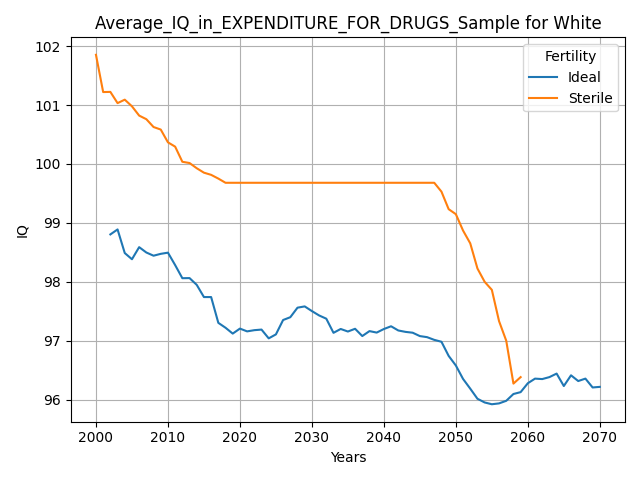 Average_IQ_in_EXPENDITURE_FOR_DRUGS_Sample for White
102
101
100
99
98
97
96
IQ
Fertility
Ideal
Sterile
2000 2010 2020 2030 2040 2050 2060 2070
Years